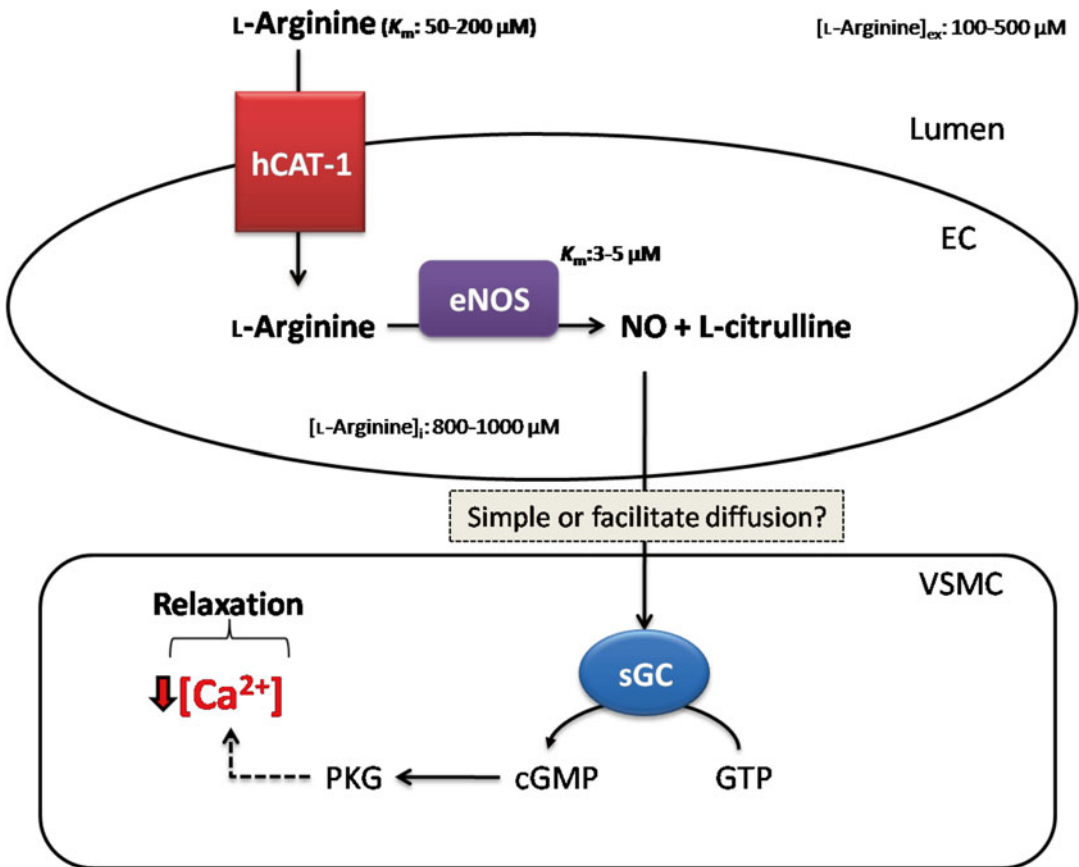 L-Arginine (Km: 50-200 µM)
[L-Arginine]ex: 100-500 µM
Lumen
hCAT-1
EC
Km:3-5 µM
eNOS
L-Arginine
NO + L-citrulline
[L-Arginine]i: 800-1000 µM
Simple or facilitate diffusion?
VSMC
Relaxation
sGC
[Ca2+]
PKG
cGMP
GTP